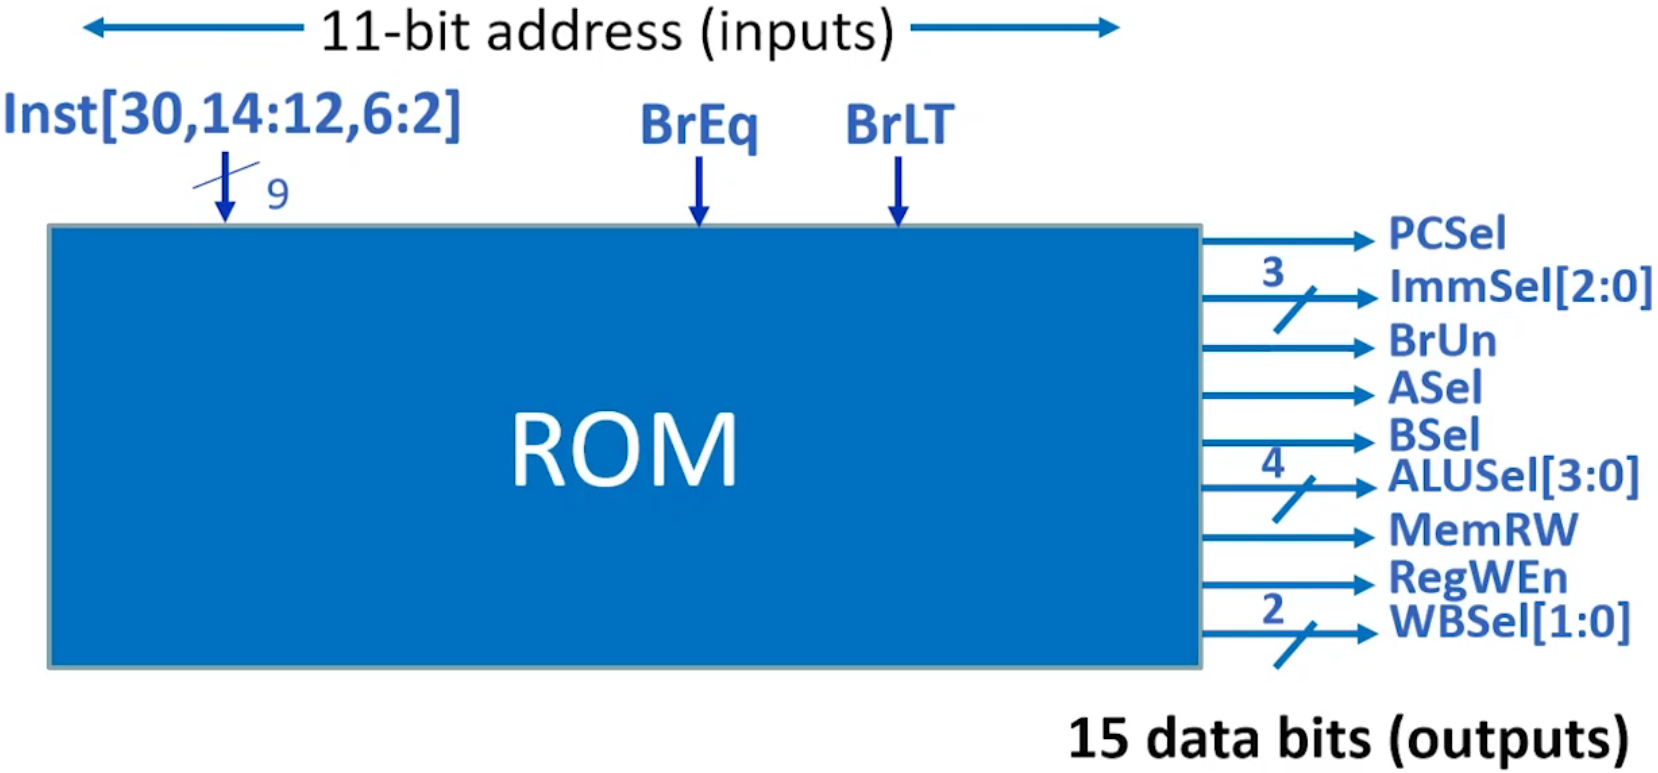 11-bit address (inputs)
Inst[30,14:12,6:2]
BrEq
BrLT
9
PCSel
3
ImmSel[2:0]
BrUn
ASel
BSel
4
ALUSel[3:0]
ROM
MemRW
RegWEn
2
WBSel[1:0]
15 data bits (outputs)